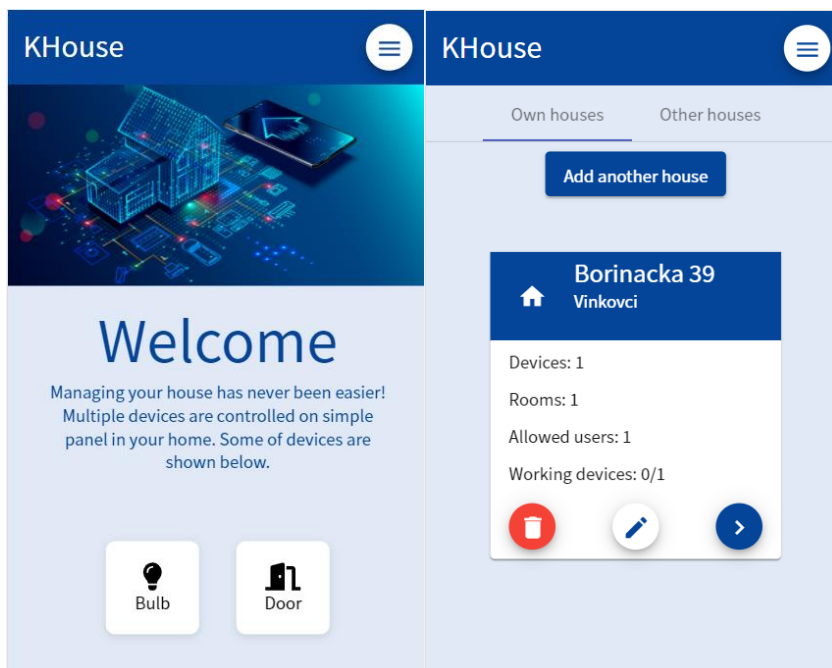 KHouse
Welcome
Managing your house has never been easier!
Multiple devices are controlled on simple
panel in your home. Some of devices are
shown below.
Bulb
Door
KHouse
Own houses
Other houses
Add another house
Borinacka 39
Vinkovci
Devices: 1
Rooms: 1
Allowed users: 1
Working devices: 0/1